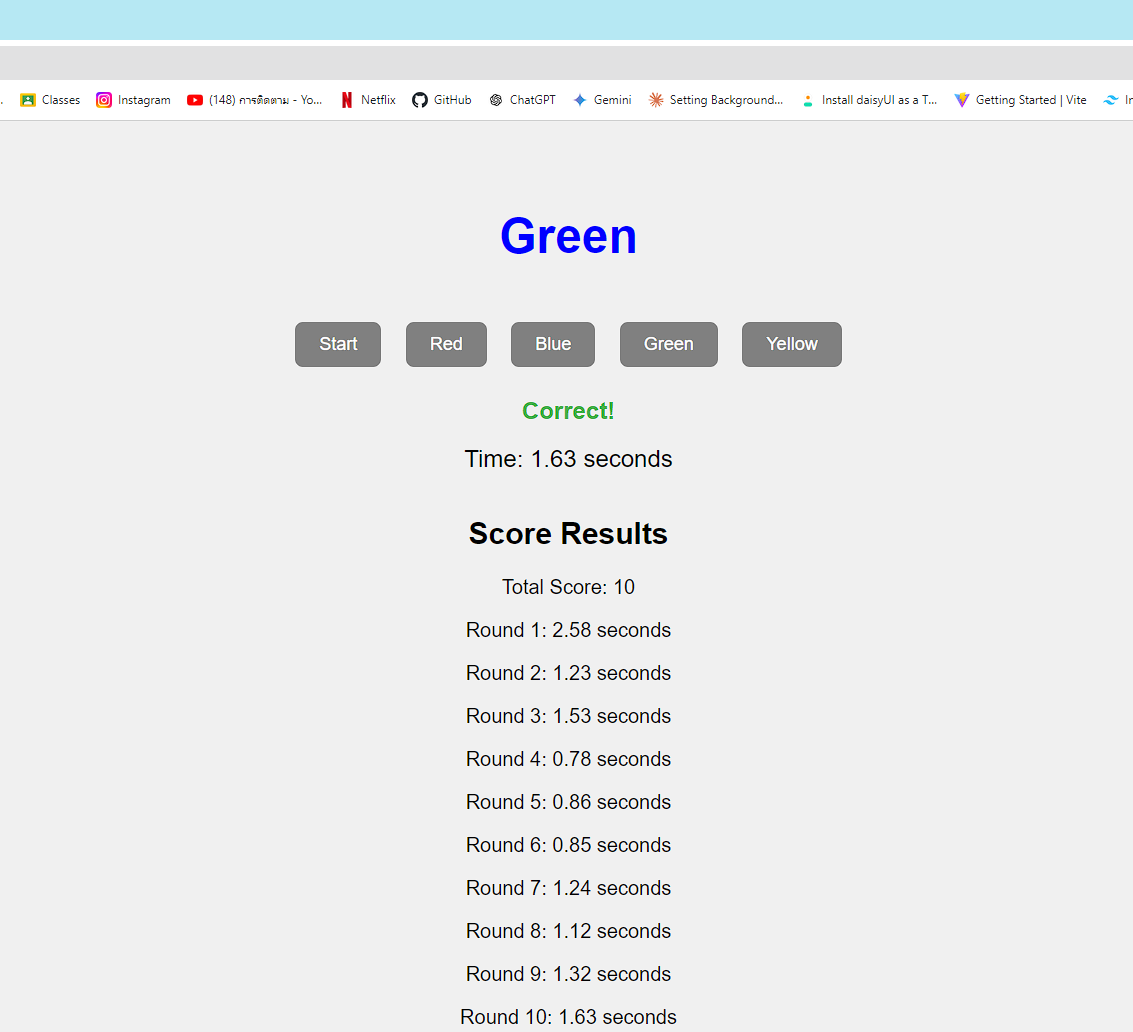 Classes Instagram (148) การติดตาม - Yo... Netflix GitHub ChatGPT Gemini Setting Background... Install daisyUI as a T... Getting Started | Vite
Green
Start Red Blue Green Yellow
Correct!
Time: 1.63 seconds
Score Results
Total Score: 10
Round 1: 2.58 seconds
Round 2: 1.23 seconds
Round 3: 1.53 seconds
Round 4: 0.78 seconds
Round 5: 0.86 seconds
Round 6: 0.85 seconds
Round 7: 1.24 seconds
Round 8: 1.12 seconds
Round 9: 1.32 seconds
Round 10: 1.63 seconds